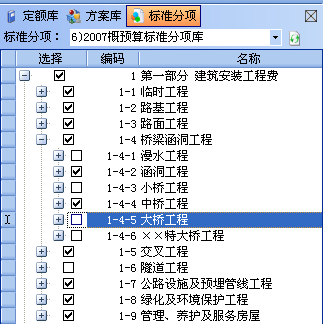 定额库 方案库 标准分项
标准分项： 6)2007概预算标准分项库
选择 编码 名称
1 第一部分 建筑安装工程费
1-1 临时工程
1-2 路基工程
1-3 路面工程
1-4 桥梁涵洞工程
1-4-1 漫水工程
1-4-2 涵洞工程
1-4-3 小桥工程
1-4-4 中桥工程
1-4-5 大桥工程
1-4-6 ××特大桥工程
1-5 交叉工程
1-6 隧道工程
1-7 公路设施及预埋管线工程
1-8 绿化及环境保护工程
1-9 管理、养护及服务房屋